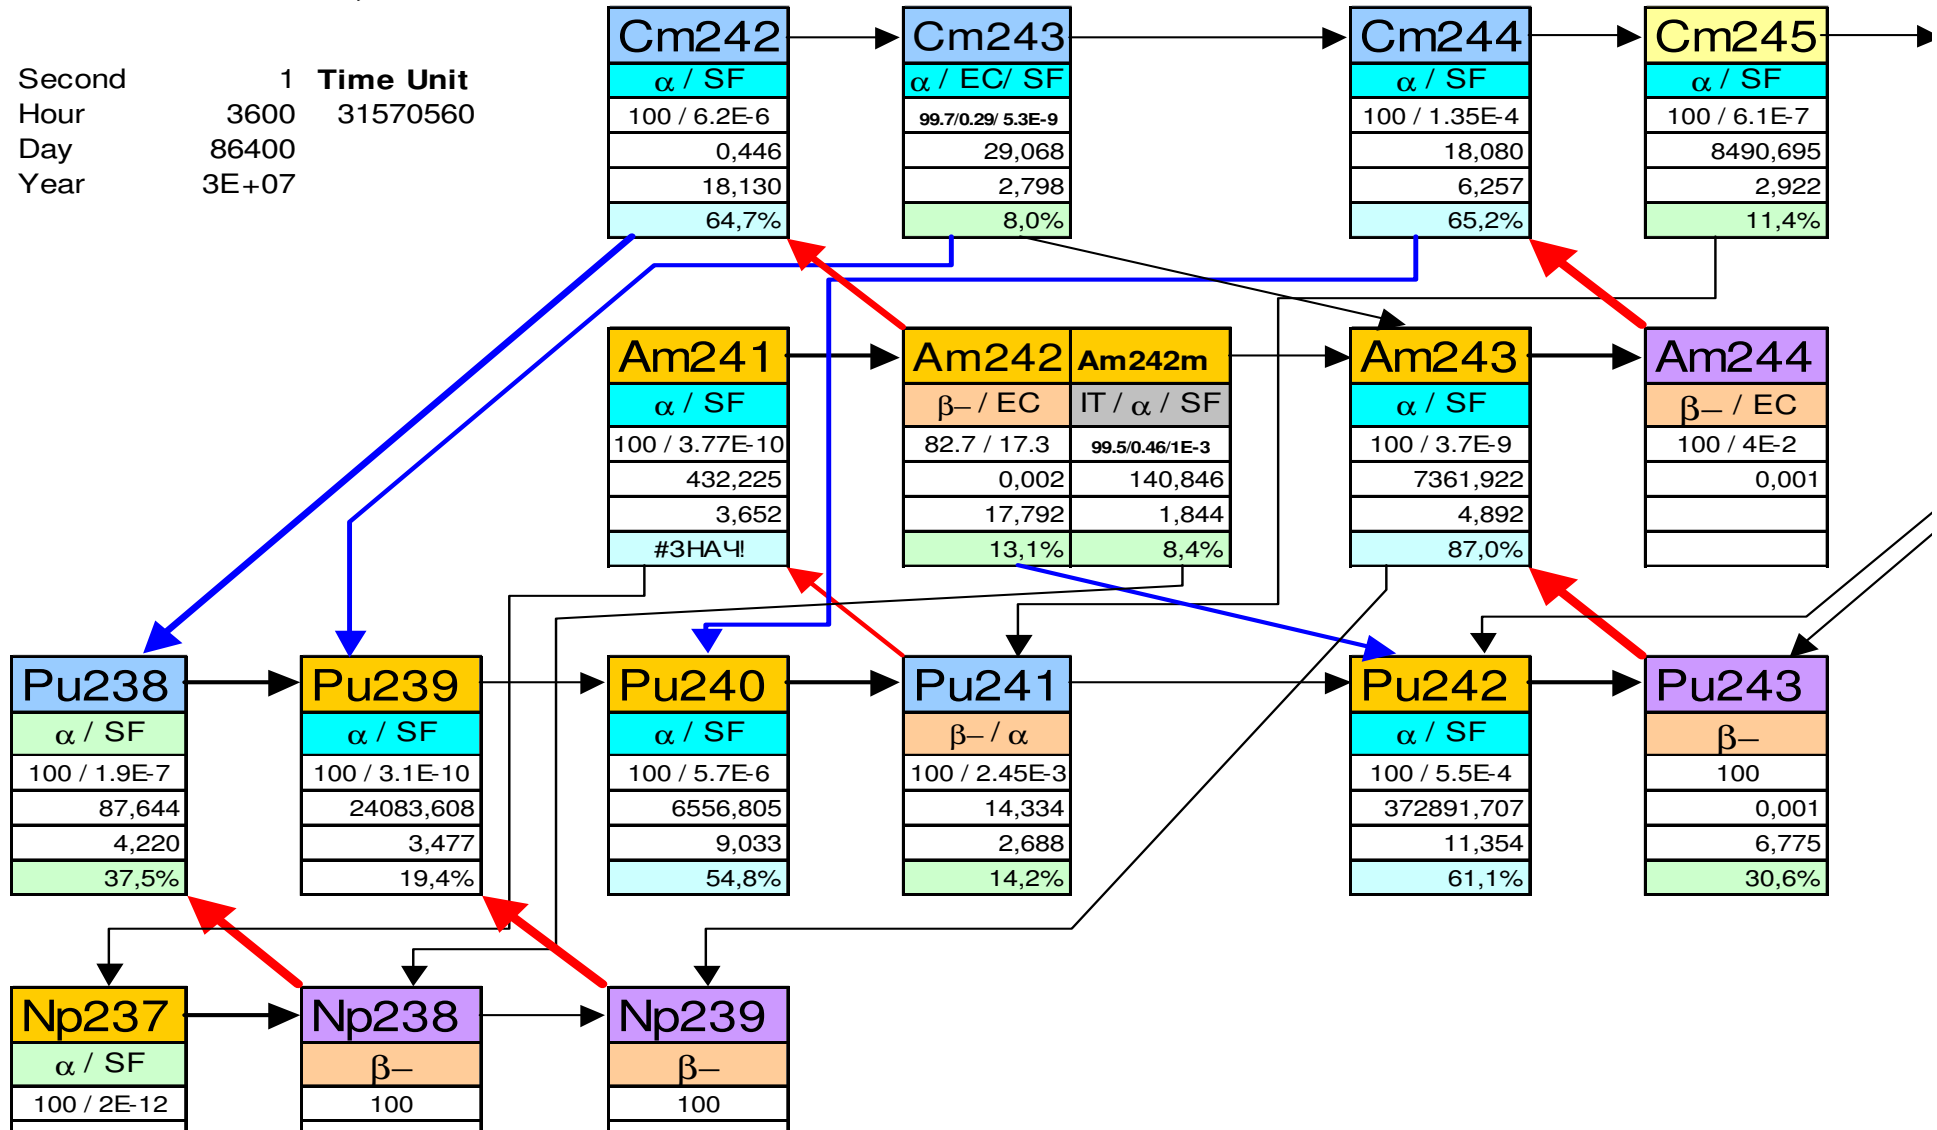 Second 1 Time Unit
Hour 3600 31570560
Day 86400
Year 3E+07
Cm242
α / SF
100 / 6.2E-6
0,446
18,130
64,7%
Cm243
α / EC/ SF
99.7/0.29/ 5.3E-9
29,068
2,798
8,0%
Cm244
α / SF
100 / 1.35E-4
18,080
6,257
65,2%
Cm245
α / SF
100 / 6.1E-7
8490,695
2,922
11,4%
Am241
α / SF
100 / 3.77E-10
432,225
3,652
#ЗНАЧ!
Am242
β– / EC
82.7 / 17.3
0,002
17,792
13,1%
Am242m
IT / α / SF
99.5/0.46/1E-3
140,846
1,844
8,4%
Am243
α / SF
100 / 3.7E-9
7361,922
4,892
87,0%
Am244
β– / EC
100 / 4E-2
0,001
Pu238
α / SF
100 / 1.9E-7
87,644
4,220
37,5%
Pu239
α / SF
100 / 3.1E-10
24083,608
3,477
19,4%
Pu240
α / SF
100 / 5.7E-6
6556,805
9,033
54,8%
Pu241
β– / α
100 / 2.45E-3
14,334
2,688
14,2%
Pu242
α / SF
100 / 5.5E-4
372891,707
11,354
61,1%
Pu243
β–
100
0,001
6,775
30,6%
Np237
α / SF
100 / 2E-12
Np238
β–
100
Np239
β–
100